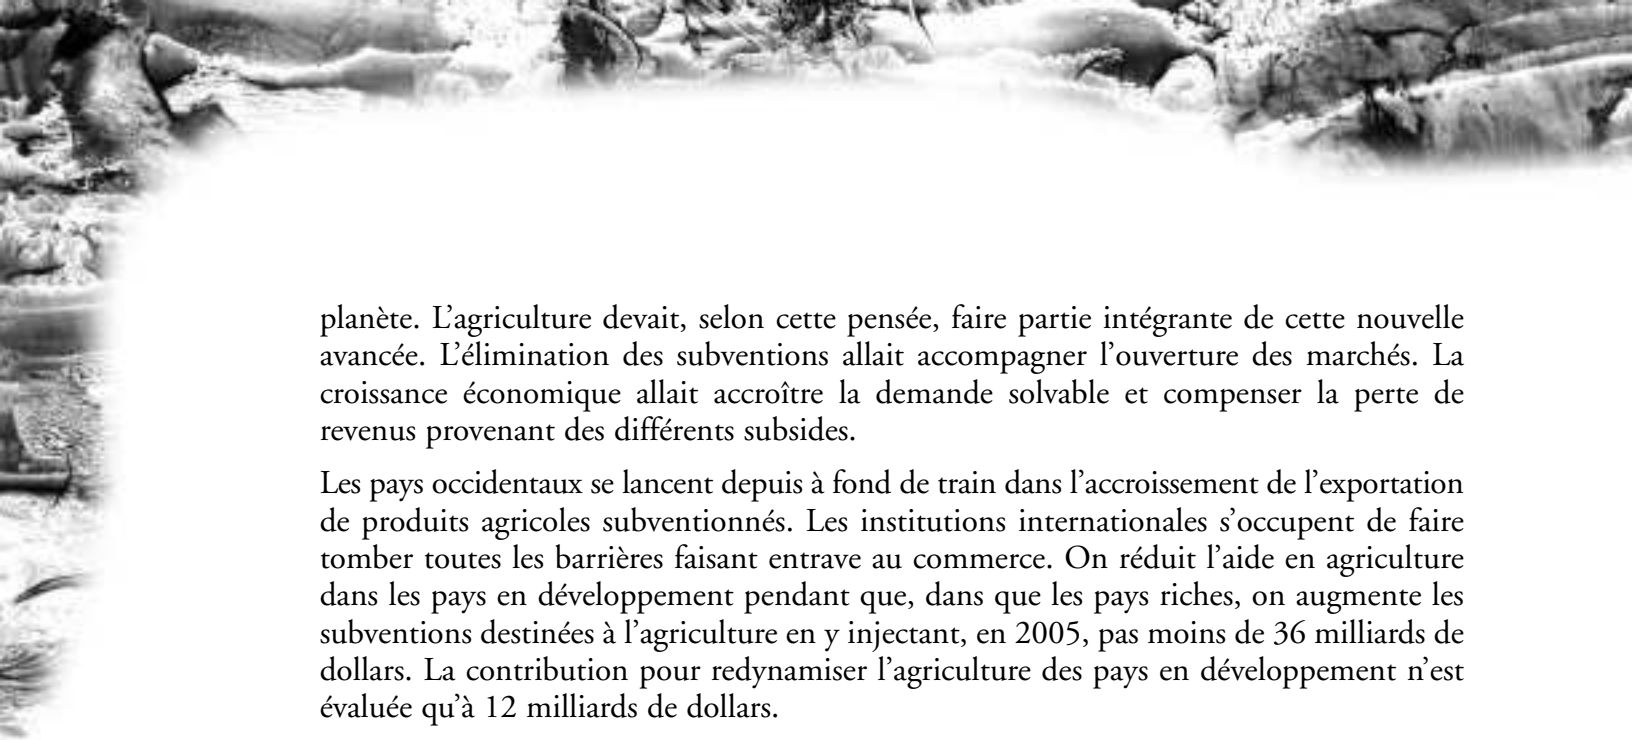 planète. L’agriculture devait, selon cette pensée, faire partie intégrante de cette nouvelle
avancée. L’élimination des subventions allait accompagner l’ouverture des marchés. La
croissance économique allait accroître la demande solvable et compenser la perte de
revenus provenant des différents subsides.
Les pays occidentaux se lancent depuis à fond de train dans l’accroissement de l’exportation
de produits agricoles subventionnés. Les institutions internationales s’occupent de faire
tomber toutes les barrières faisant entrave au commerce. On réduit l’aide en agriculture
dans les pays en développement pendant que, dans que les pays riches, on augmente les
subventions destinées à l’agriculture en y injectant, en 2005, pas moins de 36 milliards de
dollars. La contribution pour redynamiser l’agriculture des pays en développement n’est
évaluée qu’à 12 milliards de dollars.